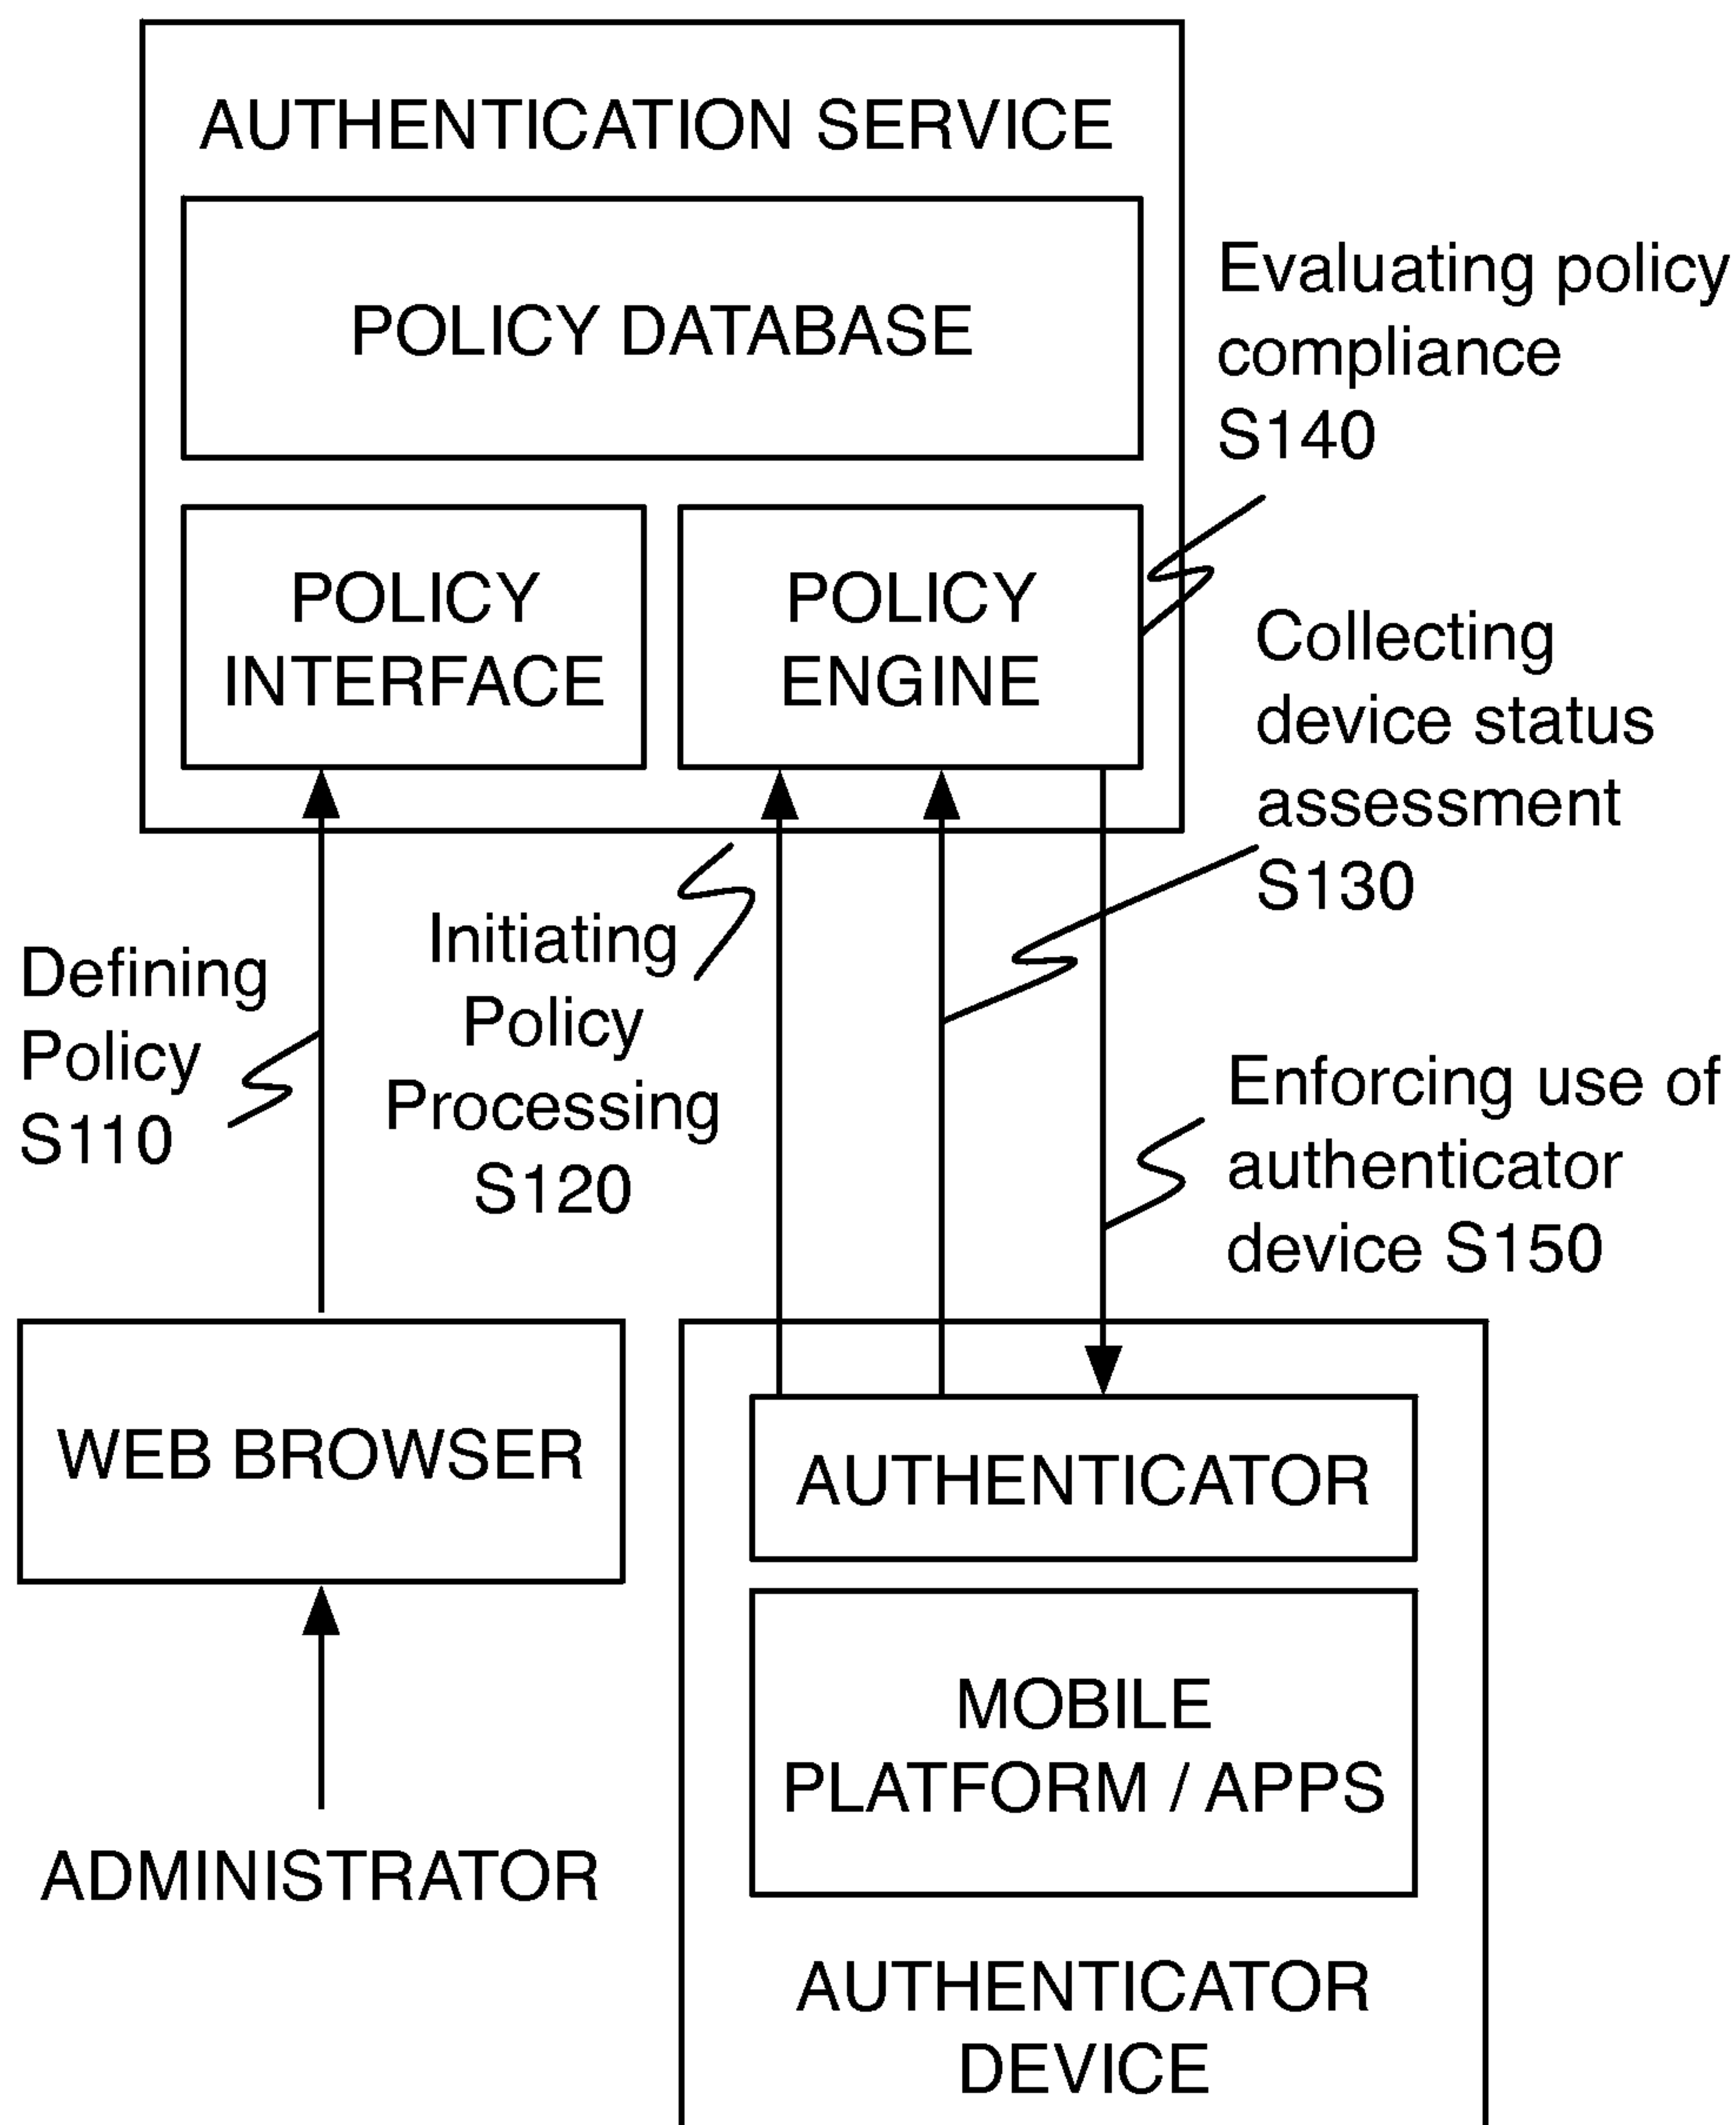 AUTHENTICATION SERVICE
POLICY DATABASE
POLICY
INTERFACE
POLICY
ENGINE
Evaluating policy
compliance
S140
Collecting
device status
assessment
S130
Defining
Policy
S110
Initiating
Policy
Processing
S120
Enforcing use of
authenticator
device S150
WEB BROWSER
ADMINISTRATOR
AUTHENTICATOR
MOBILE
PLATFORM / APPS
AUTHENTICATOR
DEVICE